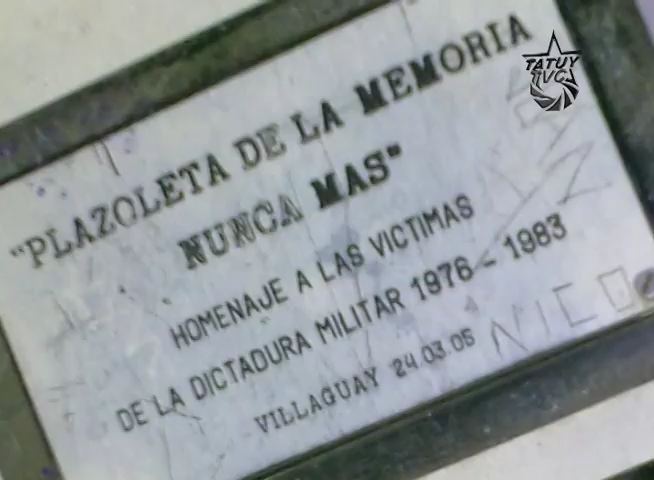 TATUY
TVC
"PLAZOLETA DE LA MEMORIA
NUNCA MAS"
HOMENAJE A LAS VICTIMAS
DE LA DICTADURA MILITAR 1976 - 1983
VILLAGUAY 24.03.05
NICO